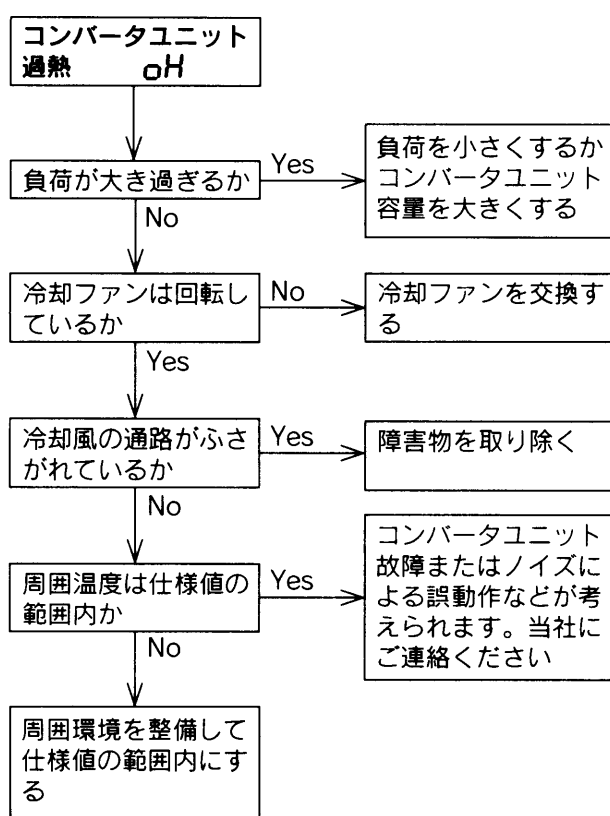 コンバータユニット
過熱 oH
負荷が大き過ぎるか
Yes
負荷を小さくするか
コンバータユニット
容量を大きくする
No
冷却ファンは回転し
ているか
No
冷却ファンを交換す
る
Yes
冷却風の通路がふさ
がれているか
Yes
障害物を取り除く
No
周囲温度は仕様値の
範囲内か
Yes
コンバータユニット
故障またはノイズに
よる誤動作などが考
えられます。当社に
ご連絡ください
No
周囲環境を整備して
仕様値の範囲内にす
る